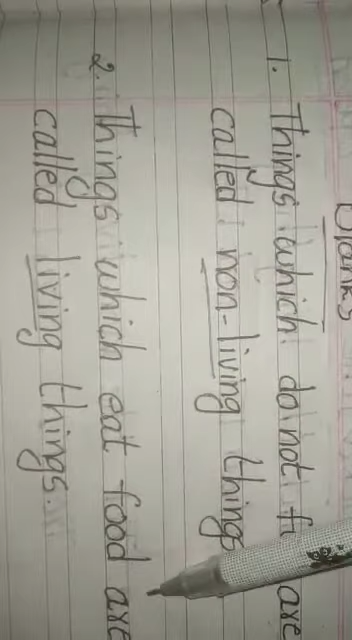 Blanks
1. Things which do not are
called non-living things
2. Things which eat food are
called living things.